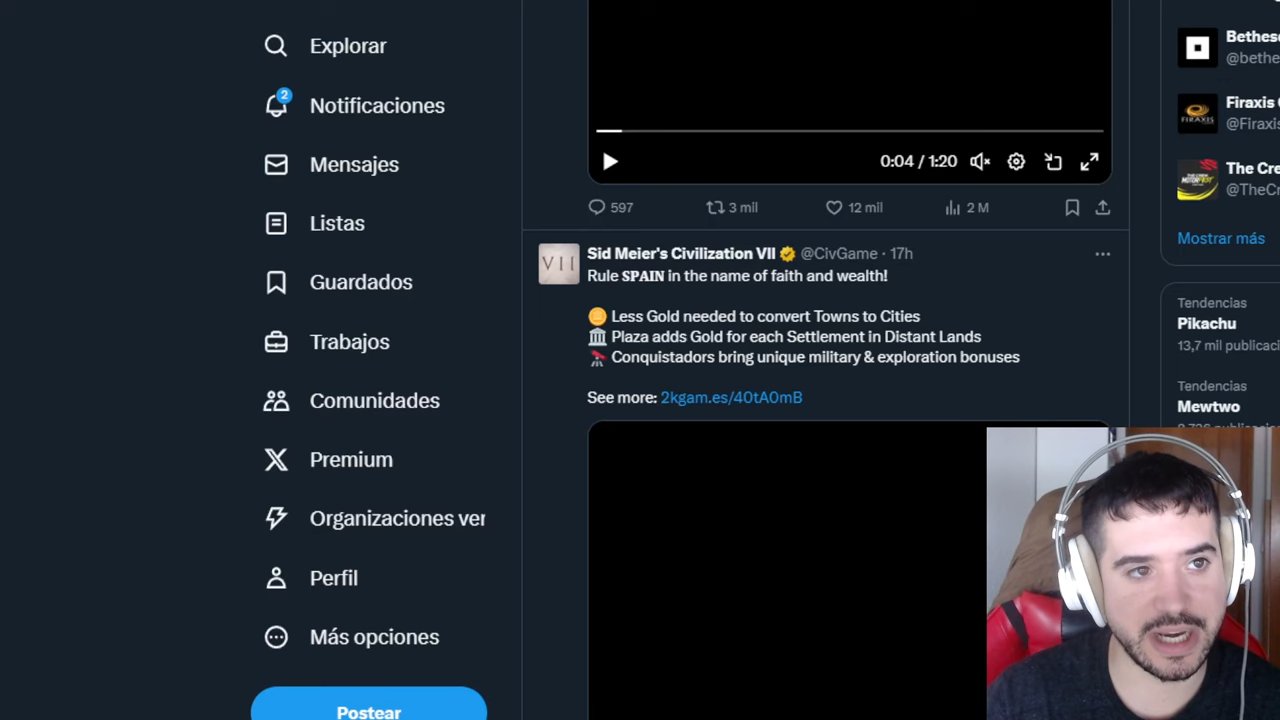 Explorar
2
Notificaciones
Mensajes
Listas
Guardados
Trabajos
Comunidades
Premium
Organizaciones ver
Perfil
Más opciones
Postear
0:04 / 1:20
597
3 mil
12 mil
2 M
VII
Sid Meier's Civilization VII @CivGame · 17h
Rule SPAIN in the name of faith and wealth!
Less Gold needed to convert Towns to Cities
Plaza adds Gold for each Settlement in Distant Lands
Conquistadors bring unique military & exploration bonuses
See more: 2kgam.es/40tA0mB
Bethes
@bethe
FIRAXIS
Firaxis
@Firaxis
The Cre
@TheCr
Mostrar más
Tendencias
Pikachu
13,7 mil publicaci
Tendencias
Mewtwo